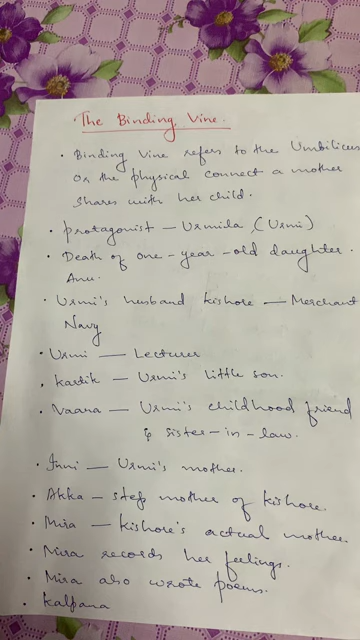 The Binding Vine.
• Binding Vine refers to the Umbilicus
Or the physical connect a mother
Shares with her child.
• protagonist — Urmila (Urmi)
• Death of one-year-old daughter.
Anu.
• Urmi's husband kishore — Merchant
Navy
• Urmi — Lecturer
• Kartik — Urmi's little son.
• Vaana — Urmi's childhood friend
& sister-in-law.
• Inni — Urmi's mother.
• Akka — step mother of kishore.
• Mira — kishore's actual mother.
• Mira records her feelings.
• Mira also wrote poems.
• Kalpana